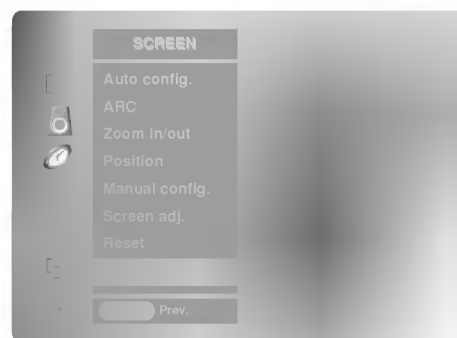 SCREEN
Auto config.
ARC
Zoom in/out
Position
Manual config.
Screen adj.
Reset
Prev.